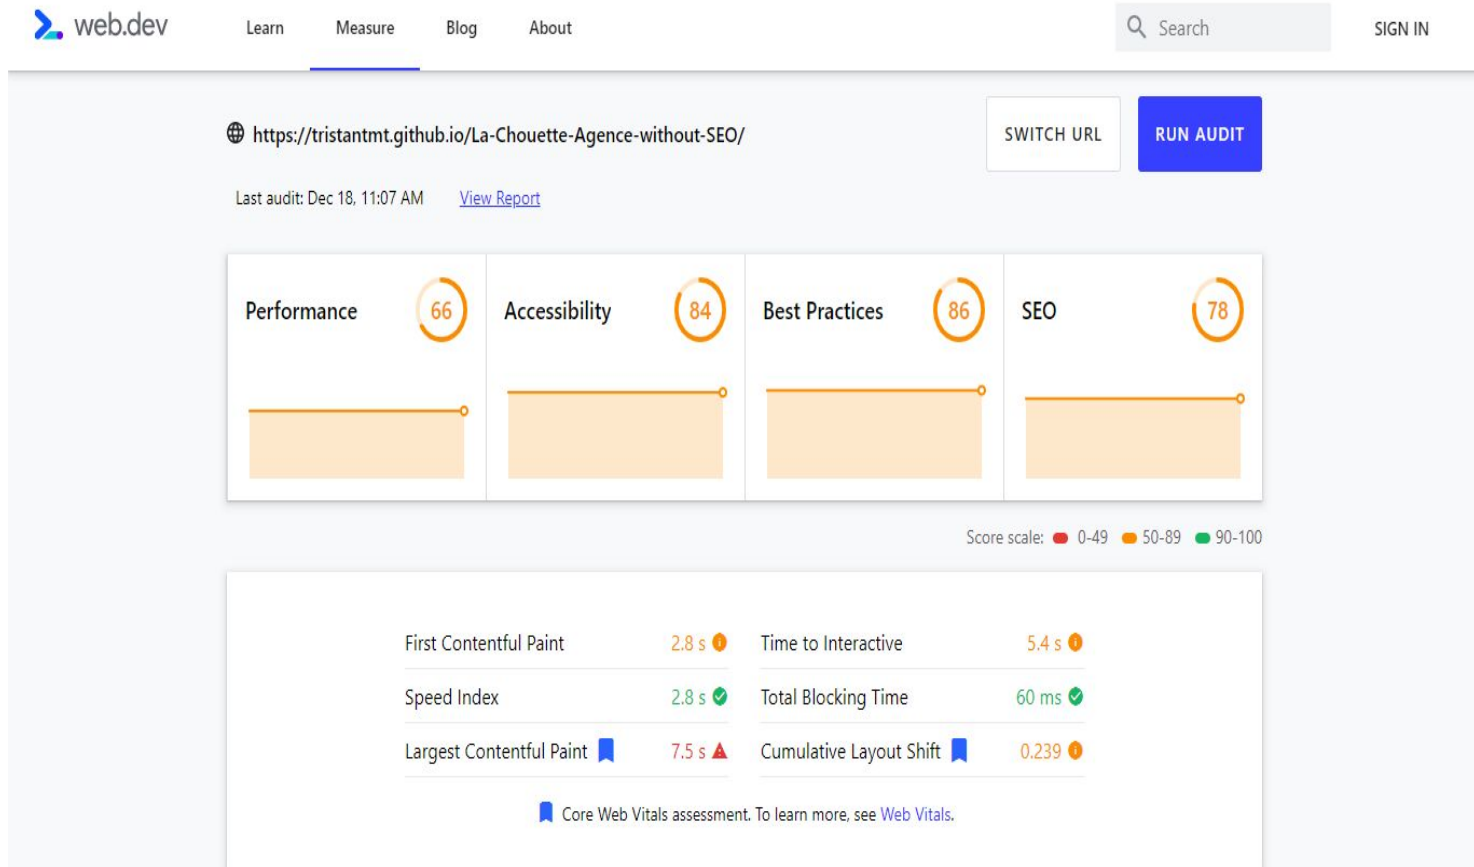 web.dev Learn Measure Blog About Search SIGN IN
https://tristantmt.github.io/La-Chouette-Agence-without-SEO/ SWITCH URL RUN AUDIT
Last audit: Dec 18, 11:07 AM View Report
Performance 66 Accessibility 84 Best Practices 86 SEO 78
Score scale: 0-49 50-89 90-100
First Contentful Paint 2.8 s Time to Interactive 5.4 s
Speed Index 2.8 s Total Blocking Time 60 ms
Largest Contentful Paint 7.5 s Cumulative Layout Shift 0.239
Core Web Vitals assessment. To learn more, see Web Vitals.